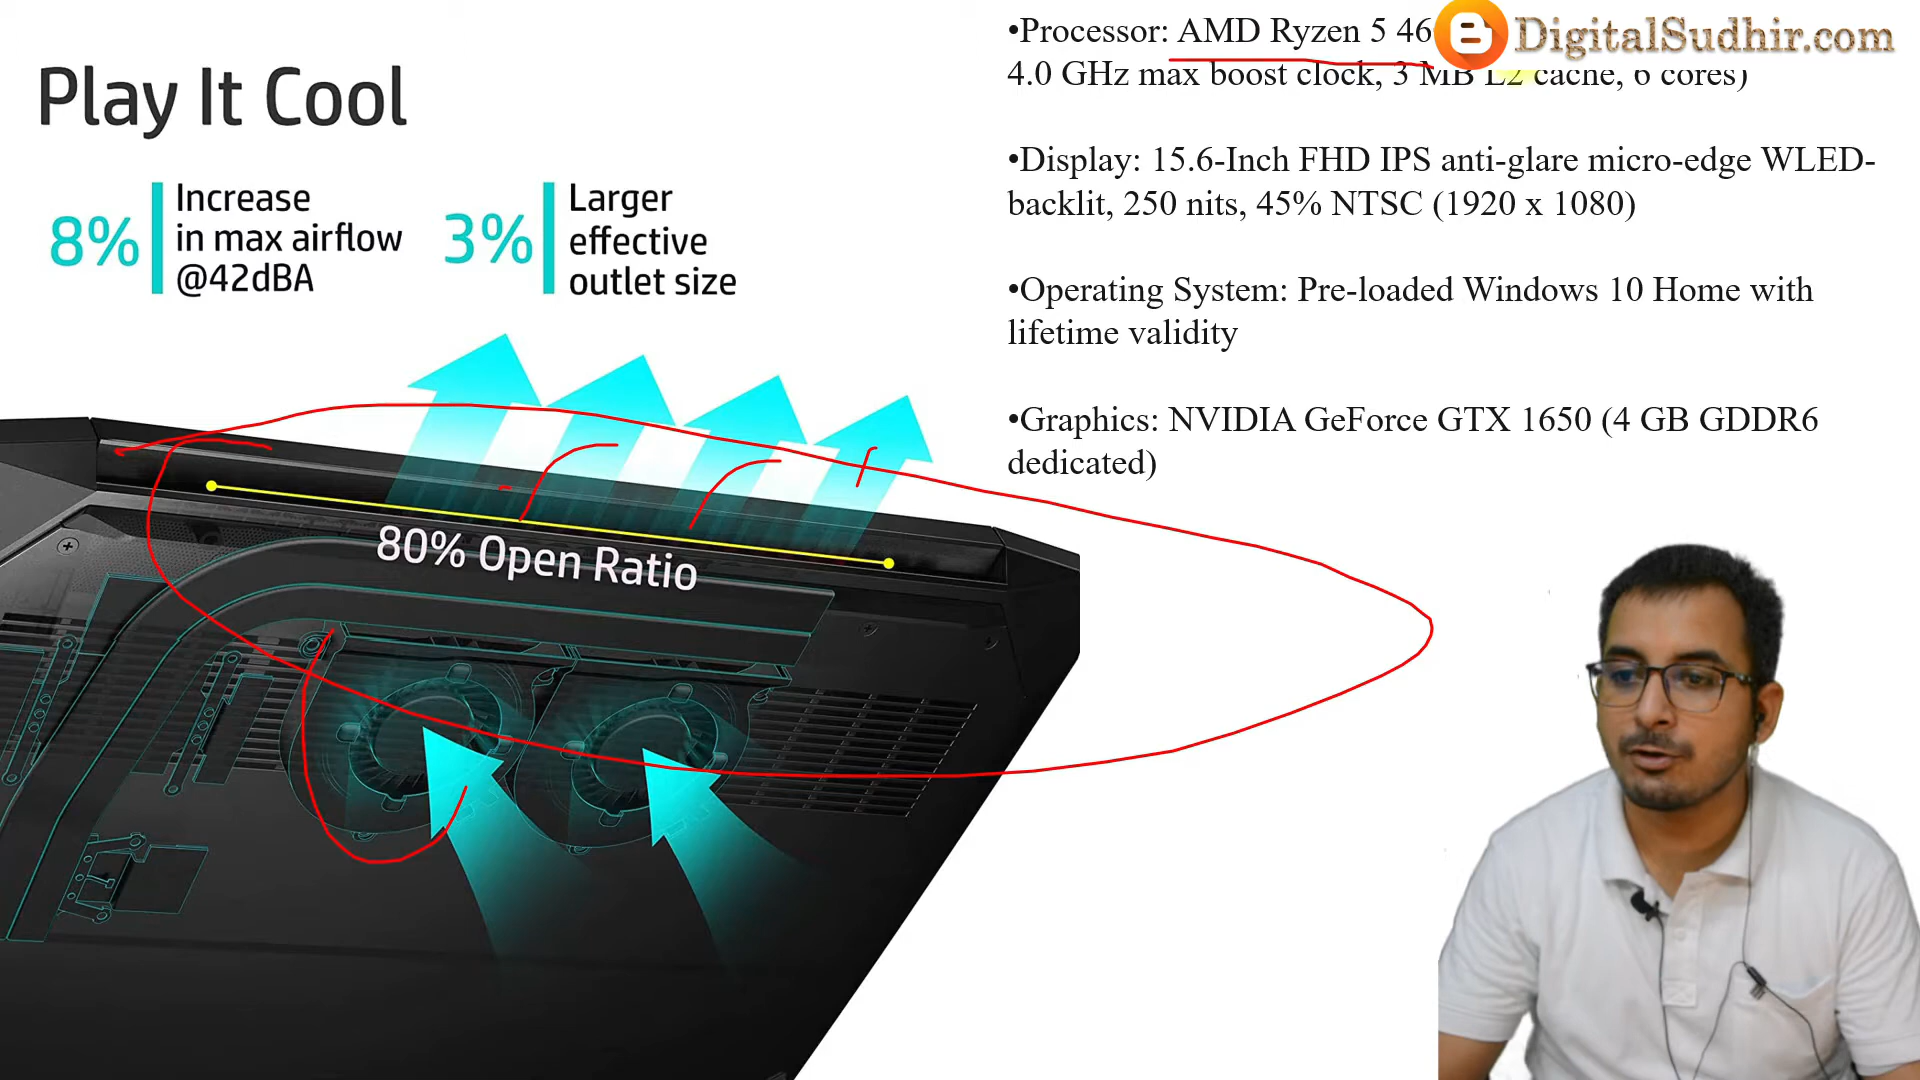 Play It Cool
8%
Increase
in max airflow
@42dBA
3%
Larger
effective
outlet size
80% Open Ratio
•Processor: AMD Ryzen 5 46
4.0 GHz max boost clock, 3 MB L2 cache, 6 cores)
•Display: 15.6-Inch FHD IPS anti-glare micro-edge WLED-
backlit, 250 nits, 45% NTSC (1920 x 1080)
•Operating System: Pre-loaded Windows 10 Home with
lifetime validity
•Graphics: NVIDIA GeForce GTX 1650 (4 GB GDDR6
dedicated)
DigitalSudhir.com